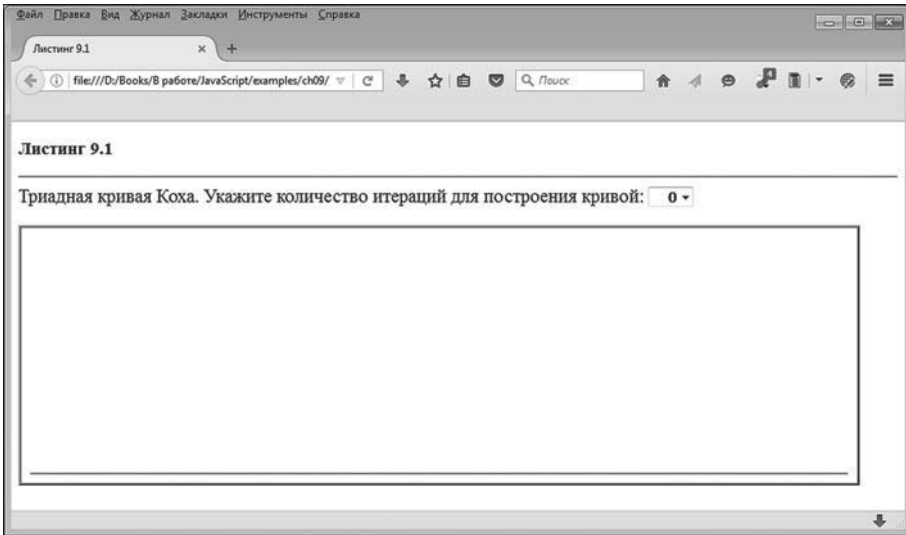 Файл Правка Вид Журнал Закладки Инструменты Справка
Листинг 9.1
file:///D:/Books/В работе/JavaScript/examples/ch09/
Поиск
4
Листинг 9.1
Триадная кривая Коха. Укажите количество итераций для построения кривой: 0